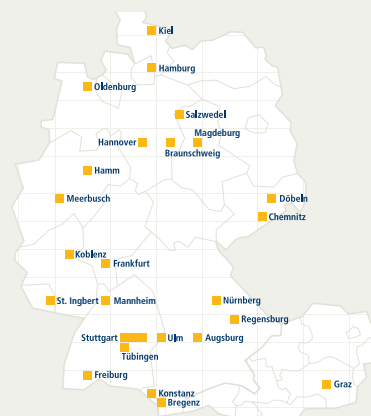 Kiel
Hamburg
Oldenburg
Salzwedel
Magdeburg
Hannover
Braunschweig
Hamm
Meerbusch
Döbeln
Chemnitz
Koblenz
Frankfurt
St. Ingbert
Mannheim
Nürnberg
Regensburg
Stuttgart
Ulm
Augsburg
Tübingen
Freiburg
Graz
Konstanz
Bregenz